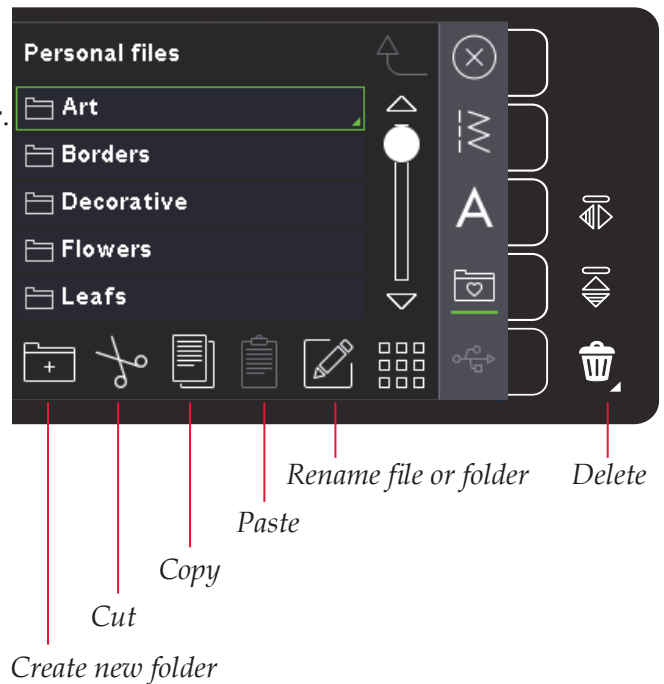 Personal files
Art
Borders
Decorative
Flowers
Leafs
A
Rename file or folder
Delete
Paste
Copy
Cut
Create new folder